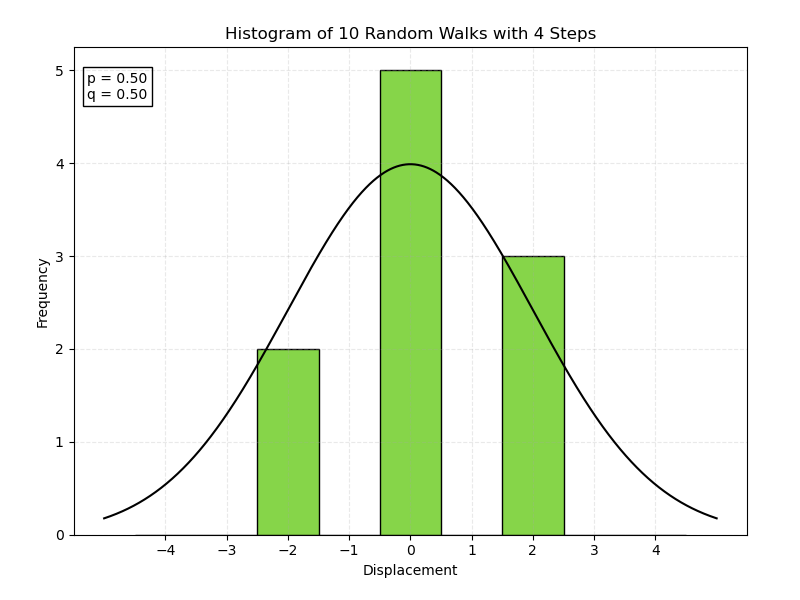 Histogram of 10 Random Walks with 4 Steps
p = 0.50
q = 0.50
5
4
3
2
1
0
Frequency
−4 −3 −2 −1 0 1 2 3 4
Displacement